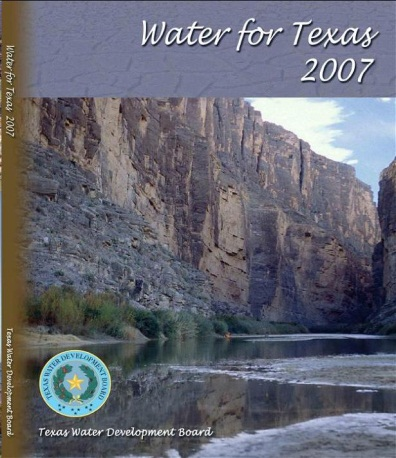 Water for Texas
2007
Water for Texas 2007
Texas Water Development Board
TEXAS WATER DEVELOPMENT BOARD
Texas Water Development Board